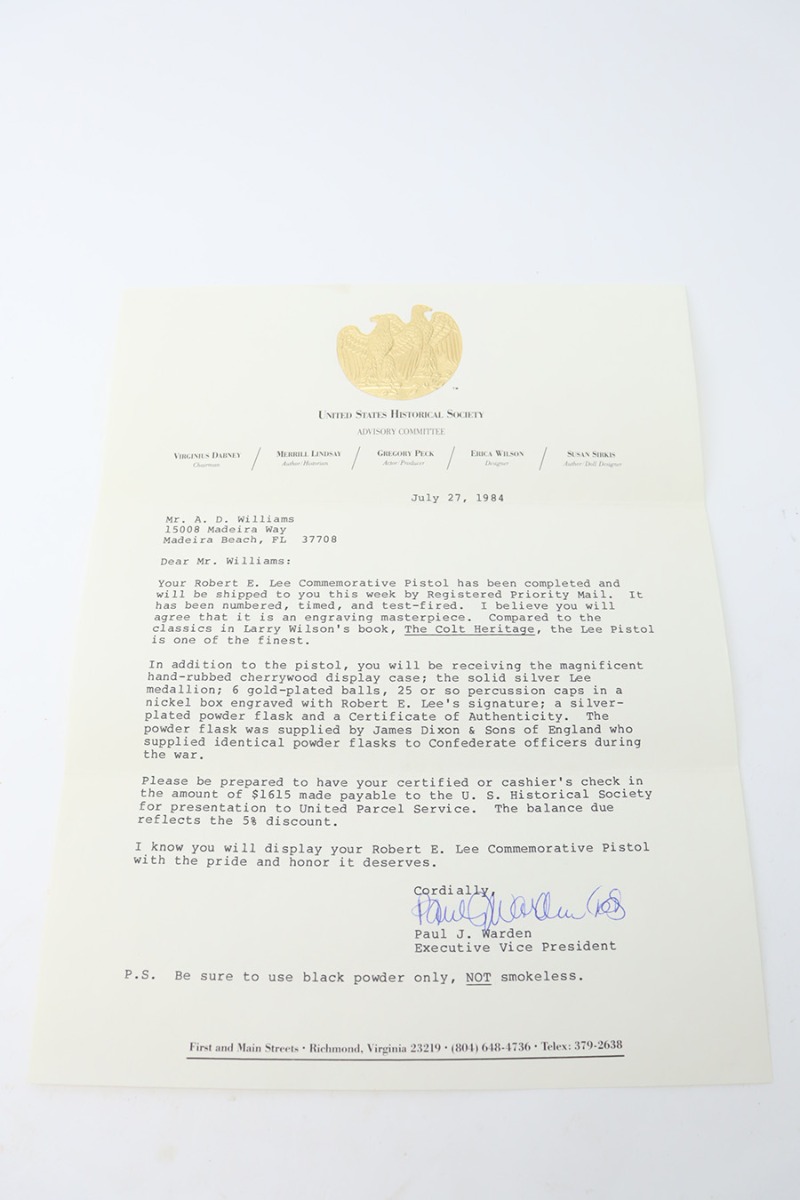 UNITED STATES HISTORICAL SOCIETY
ADVISORY COMMITTEE
VIRGINIUS DABNEY / MERRILL LINDSAY / GREGORY PECK / ERICA WILSON / SUSAN SIRKIS
Chairman Author/Historian Actor/Producer Designer Author/Doll Designer
July 27, 1984
Mr. A. D. Williams
15008 Madeira Way
Madeira Beach, FL 37708
Dear Mr. Williams:
Your Robert E. Lee Commemorative Pistol has been completed and
will be shipped to you this week by Registered Priority Mail. It
has been numbered, timed, and test-fired. I believe you will
agree that it is an engraving masterpiece. Compared to the
classics in Larry Wilson's book, The Colt Heritage, the Lee Pistol
is one of the finest.
In addition to the pistol, you will be receiving the magnificent
hand-rubbed cherrywood display case; the solid silver Lee
medallion; 6 gold-plated balls, 25 or so percussion caps in a
nickel box engraved with Robert E. Lee's signature; a silver-
plated powder flask and a Certificate of Authenticity. The
powder flask was supplied by James Dixon & Sons of England who
supplied identical powder flasks to Confederate officers during
the war.
Please be prepared to have your certified or cashier's check in
the amount of $1615 made payable to the U. S. Historical Society
for presentation to United Parcel Service. The balance due
reflects the 5% discount.
I know you will display your Robert E. Lee Commemorative Pistol
with the pride and honor it deserves.
Cordially,
Paul J Warden
Paul J. Warden
Executive Vice President
P.S. Be sure to use black powder only, NOT smokeless.
First and Main Streets • Richmond, Virginia 23219 • (804) 648-4736 • Telex: 379-2638